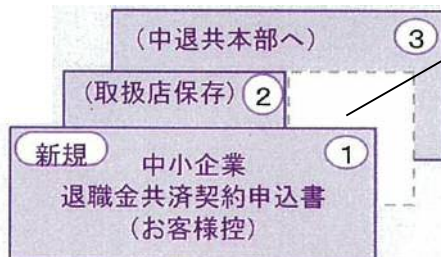 (中退共本部へ) ③
(取扱店保存) ②
新規 ①
中小企業
退職金共済契約申込書
(お客様控)